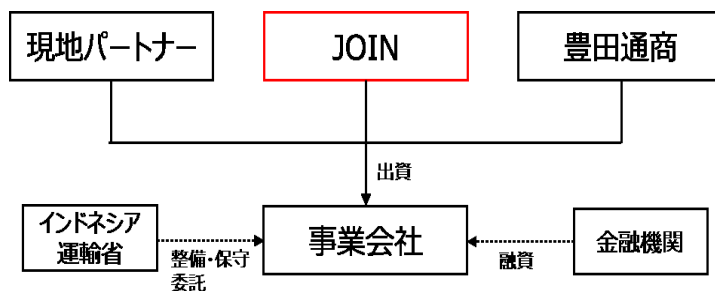 現地パートナー
JOIN
豊田通商
出資
インドネシア
運輸省
整備・保守
委託
事業会社
融資
金融機関